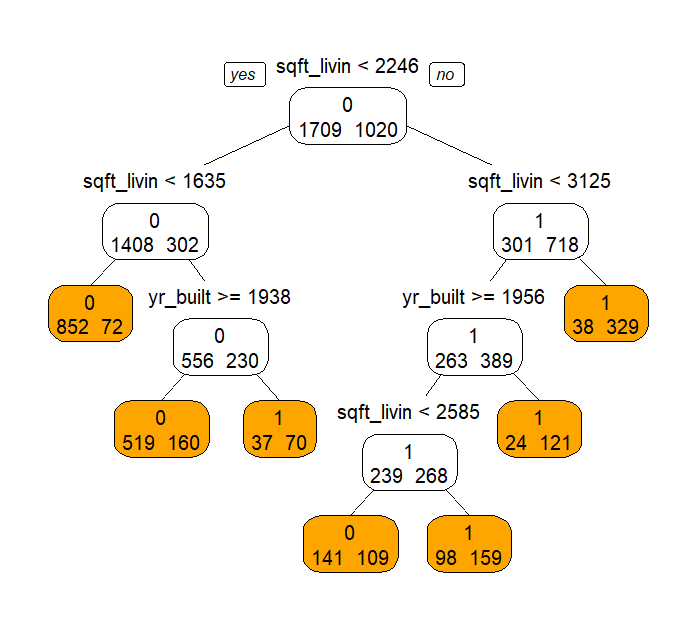 yes sqft_livin < 2246 no
0
1709 1020
sqft_livin < 1635 sqft_livin < 3125
0 1
1408 302 301 718
0 yr_built >= 1938 yr_built >= 1956 1
852 72 38 329
0 1
556 230 263 389
0 1 sqft_livin < 2585 1
519 160 37 70 24 121
1
239 268
0 1
141 109 98 159